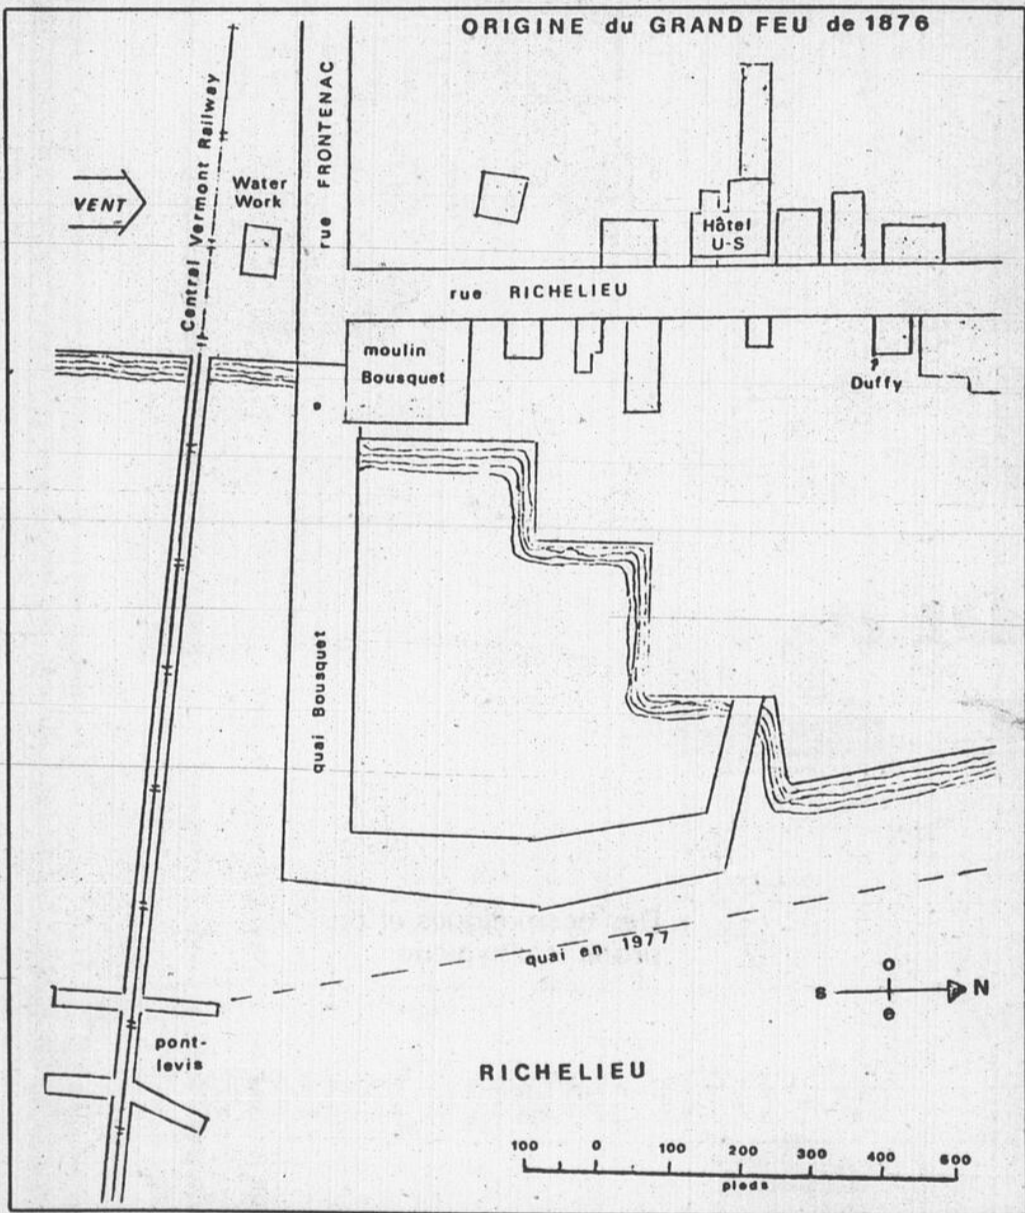 ORIGINE du GRAND FEU de 1876
Central Vermont Railway
rue FRONTENAC
VENT
Water
Work
Hôtel
U-S
rue RICHELIEU
moulin
Bousquet
Duffy
quai Bousquet
quai en 1977
o
s N
e
pont-
levis
RICHELIEU
100 0 100 200 300 400 500
pieds